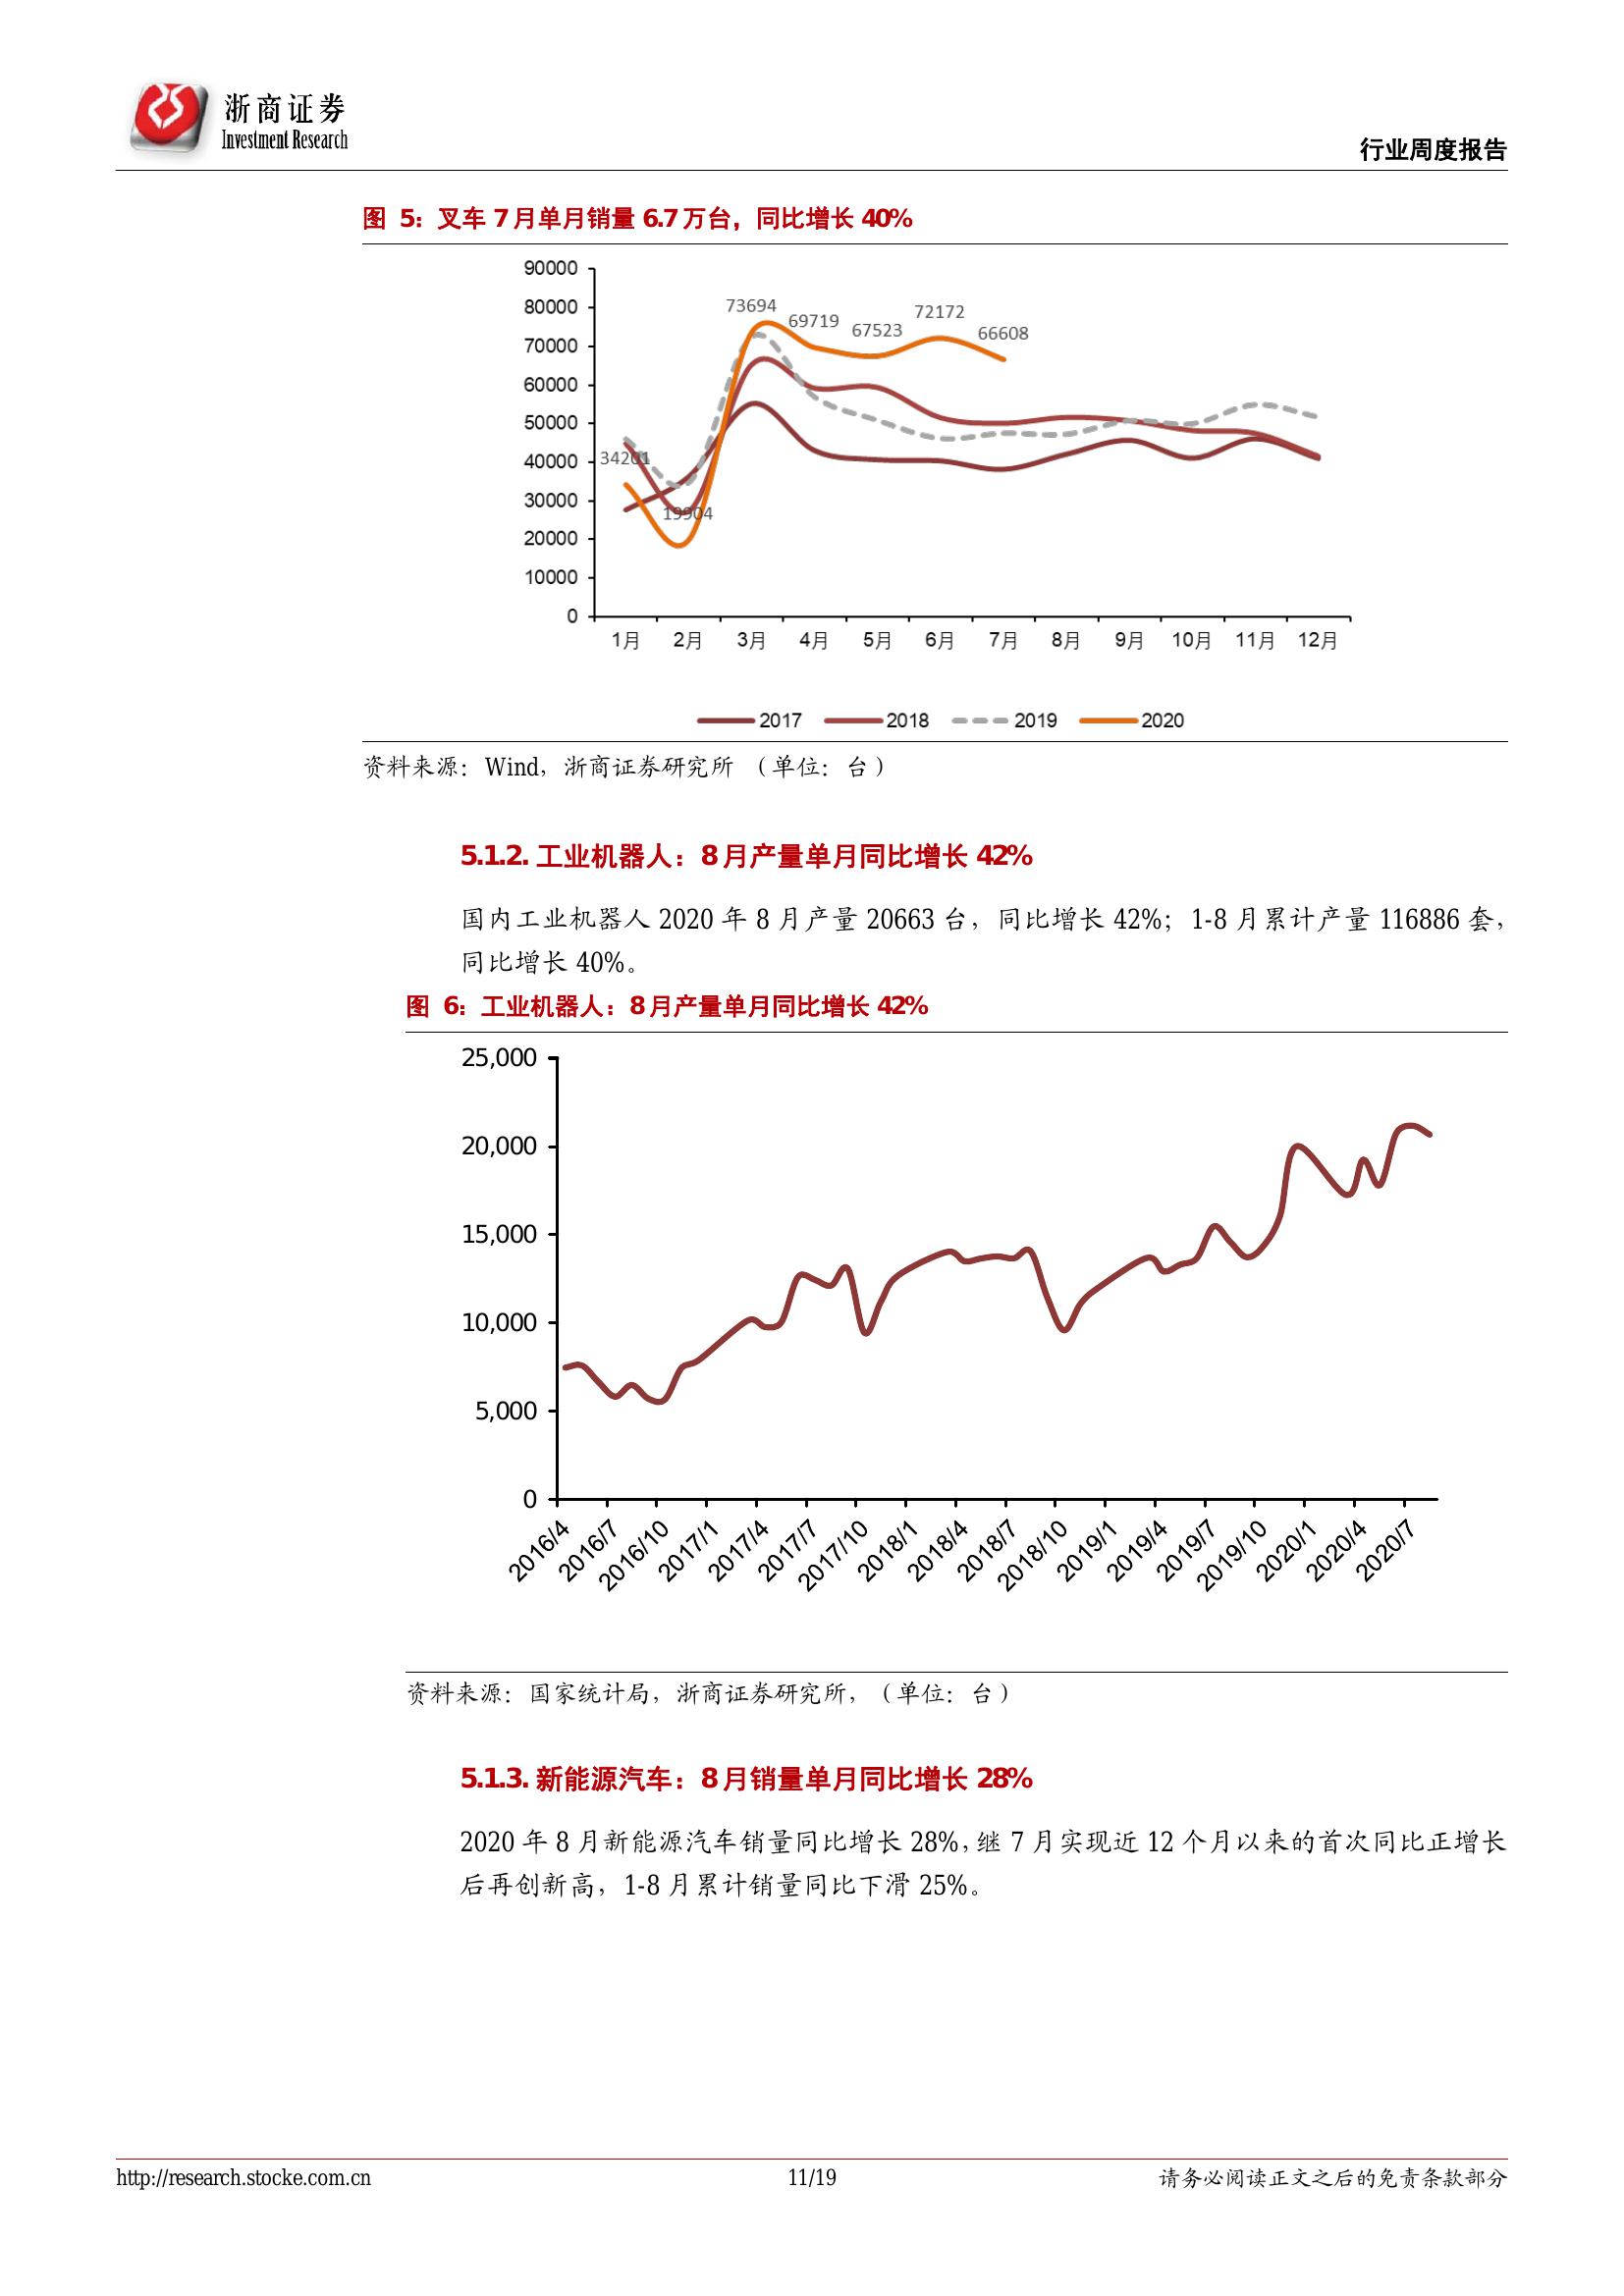 浙商证券
Investment Research
行业周度报告
图 5：叉车 7 月单月销量 6.7 万台，同比增长 40%
90000
80000
70000
60000
50000
40000
30000
20000
10000
0
34201
19904
73694
69719
67523
72172
66608
1月 2月 3月 4月 5月 6月 7月 8月 9月 10月 11月 12月
2017 2018 2019 2020
资料来源：Wind，浙商证券研究所 （单位：台）
5.1.2. 工业机器人：8 月产量单月同比增长 42%
国内工业机器人 2020 年 8 月产量 20663 台，同比增长 42%；1-8 月累计产量 116886 套，
同比增长 40%。
图 6：工业机器人：8 月产量单月同比增长 42%
25,000
20,000
15,000
10,000
5,000
0
2016/4 2016/7 2016/10 2017/1 2017/4 2017/7 2017/10 2018/1 2018/4 2018/7 2018/10 2019/1 2019/4 2019/7 2019/10 2020/1 2020/4 2020/7
资料来源：国家统计局，浙商证券研究所，（单位：台）
5.1.3. 新能源汽车：8 月销量单月同比增长 28%
2020 年 8 月新能源汽车销量同比增长 28%，继 7 月实现近 12 个月以来的首次同比正增长
后再创新高，1-8 月累计销量同比下滑 25%。
http://research.stocke.com.cn 11/19 请务必阅读正文之后的免责条款部分